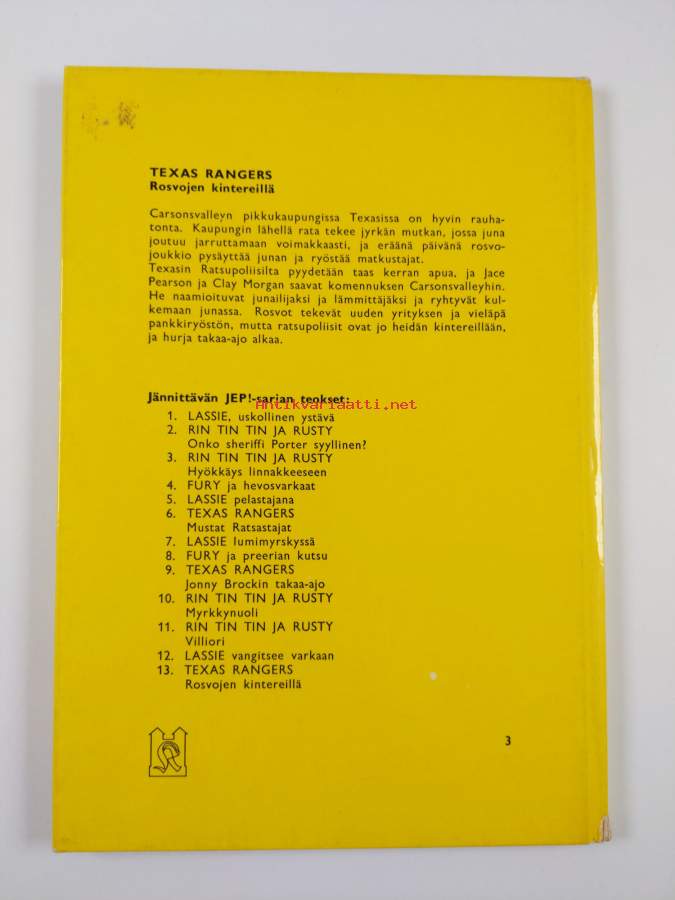 TEXAS RANGERS
Rosvojen kintereillä
Carsonsvalleyn pikkukaupungissa Texasissa on hyvin rauha-
tonta. Kaupungin lähellä rata tekee jyrkän mutkan, jossa juna
joutuu jarruttamaan voimakkaasti, ja eräänä päivänä rosvo-
joukkio pysäyttää junan ja ryöstää matkustajat.
Texasin Ratsupoliisilta pyydetään taas kerran apua, ja Jace
Pearson ja Clay Morgan saavat komennuksen Carsonsvalleyhin.
He naamioituvat junailijaksi ja lämmittäjäksi ja ryhtyvät kul-
kemaan junassa. Rosvot tekevät uuden yrityksen ja vieläpä
pankkiryöstön, mutta ratsupoliisit ovat jo heidän kintereillään,
ja hurja takaa-ajo alkaa.
Jännittävän JEP!-sarjan teokset:
Antikvariaatti.net
1. LASSIE, uskollinen ystävä
2. RIN TIN TIN JA RUSTY
Onko sheriffi Porter syyllinen?
3. RIN TIN TIN JA RUSTY
Hyökkäys linnakkeeseen
4. FURY ja hevosvarkaat
5. LASSIE pelastajana
6. TEXAS RANGERS
Mustat Ratsastajat
7. LASSIE lumimyrskyssä
8. FURY ja preerian kutsu
9. TEXAS RANGERS
Jonny Brockin takaa-ajo
10. RIN TIN TIN JA RUSTY
Myrkkynuoli
11. RIN TIN TIN JA RUSTY
Villiori
12. LASSIE vangitsee varkaan
13. TEXAS RANGERS
Rosvojen kintereillä
3